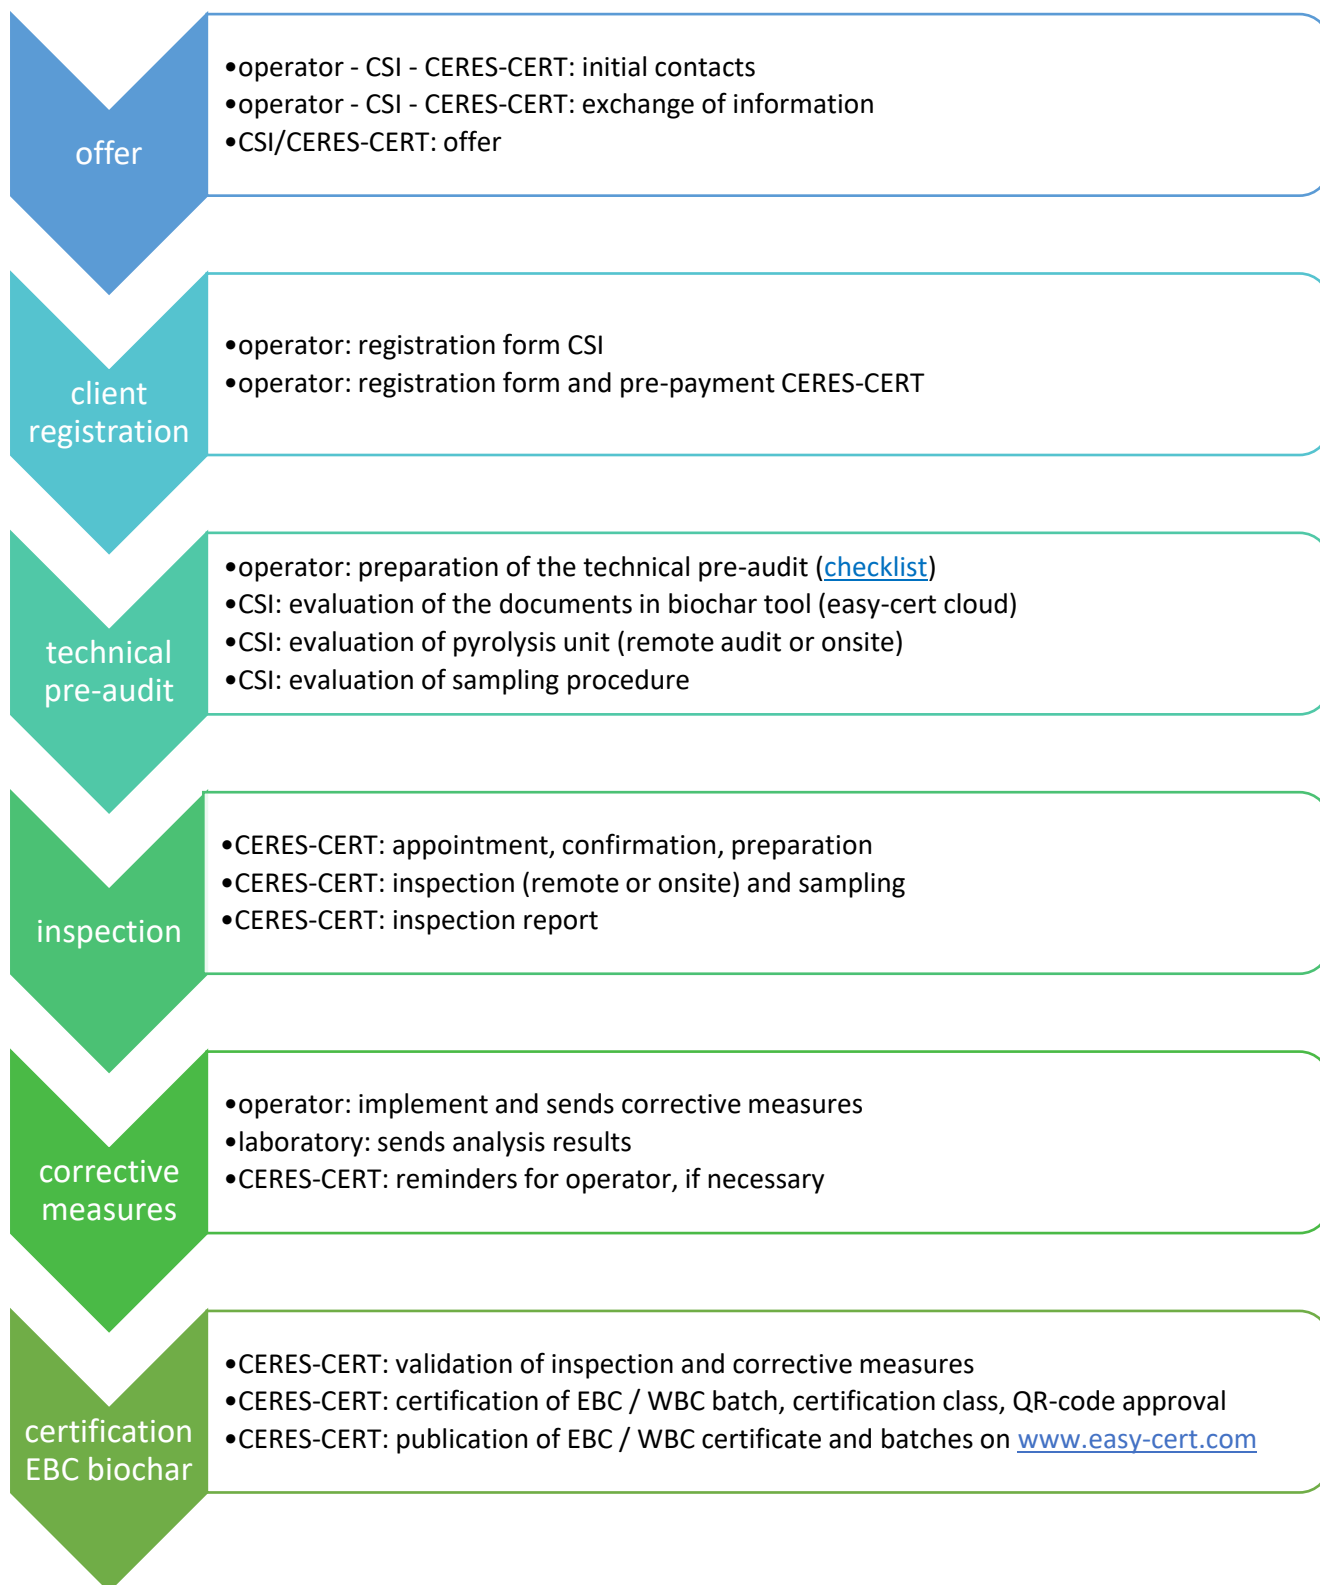 offer
•operator - CSI - CERES-CERT: initial contacts
•operator - CSI - CERES-CERT: exchange of information
•CSI/CERES-CERT: offer
client
registration
•operator: registration form CSI
•operator: registration form and pre-payment CERES-CERT
technical
pre-audit
•operator: preparation of the technical pre-audit (checklist)
•CSI: evaluation of the documents in biochar tool (easy-cert cloud)
•CSI: evaluation of pyrolysis unit (remote audit or onsite)
•CSI: evaluation of sampling procedure
inspection
•CERES-CERT: appointment, confirmation, preparation
•CERES-CERT: inspection (remote or onsite) and sampling
•CERES-CERT: inspection report
corrective
measures
•operator: implement and sends corrective measures
•laboratory: sends analysis results
•CERES-CERT: reminders for operator, if necessary
certification
EBC biochar
•CERES-CERT: validation of inspection and corrective measures
•CERES-CERT: certification of EBC / WBC batch, certification class, QR-code approval
•CERES-CERT: publication of EBC / WBC certificate and batches on www.easy-cert.com